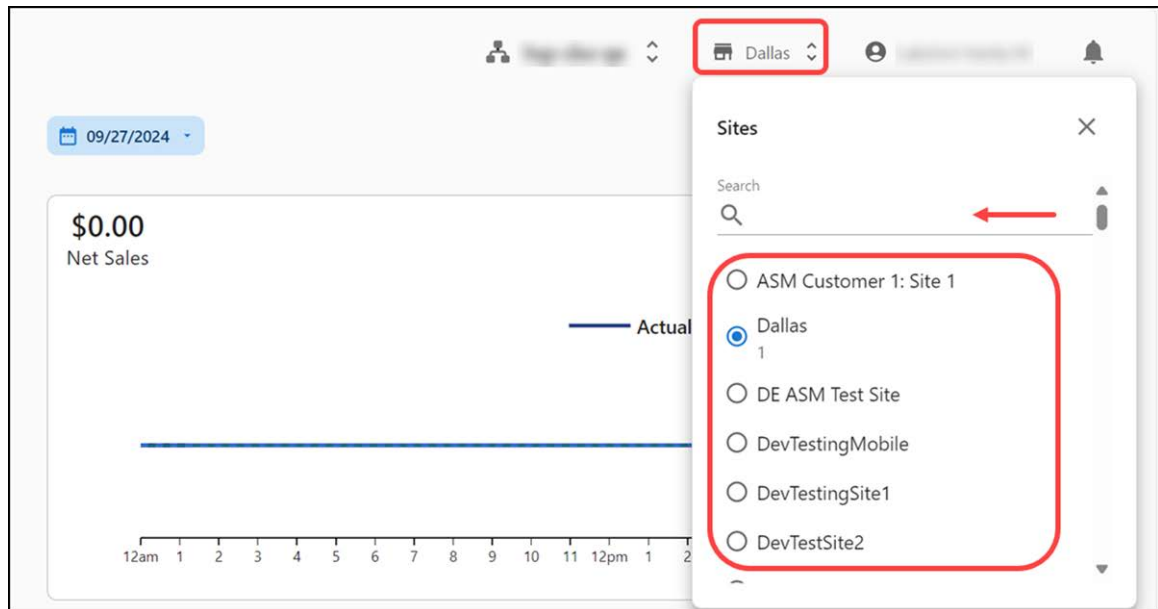 Dallas
09/27/2024
Sites
Search
$0.00
Net Sales
Actual
ASM Customer 1: Site 1
Dallas
1
DE ASM Test Site
DevTestingMobile
DevTestingSite1
DevTestSite2
12am 1 2 3 4 5 6 7 8 9 10 11 12pm 1 2